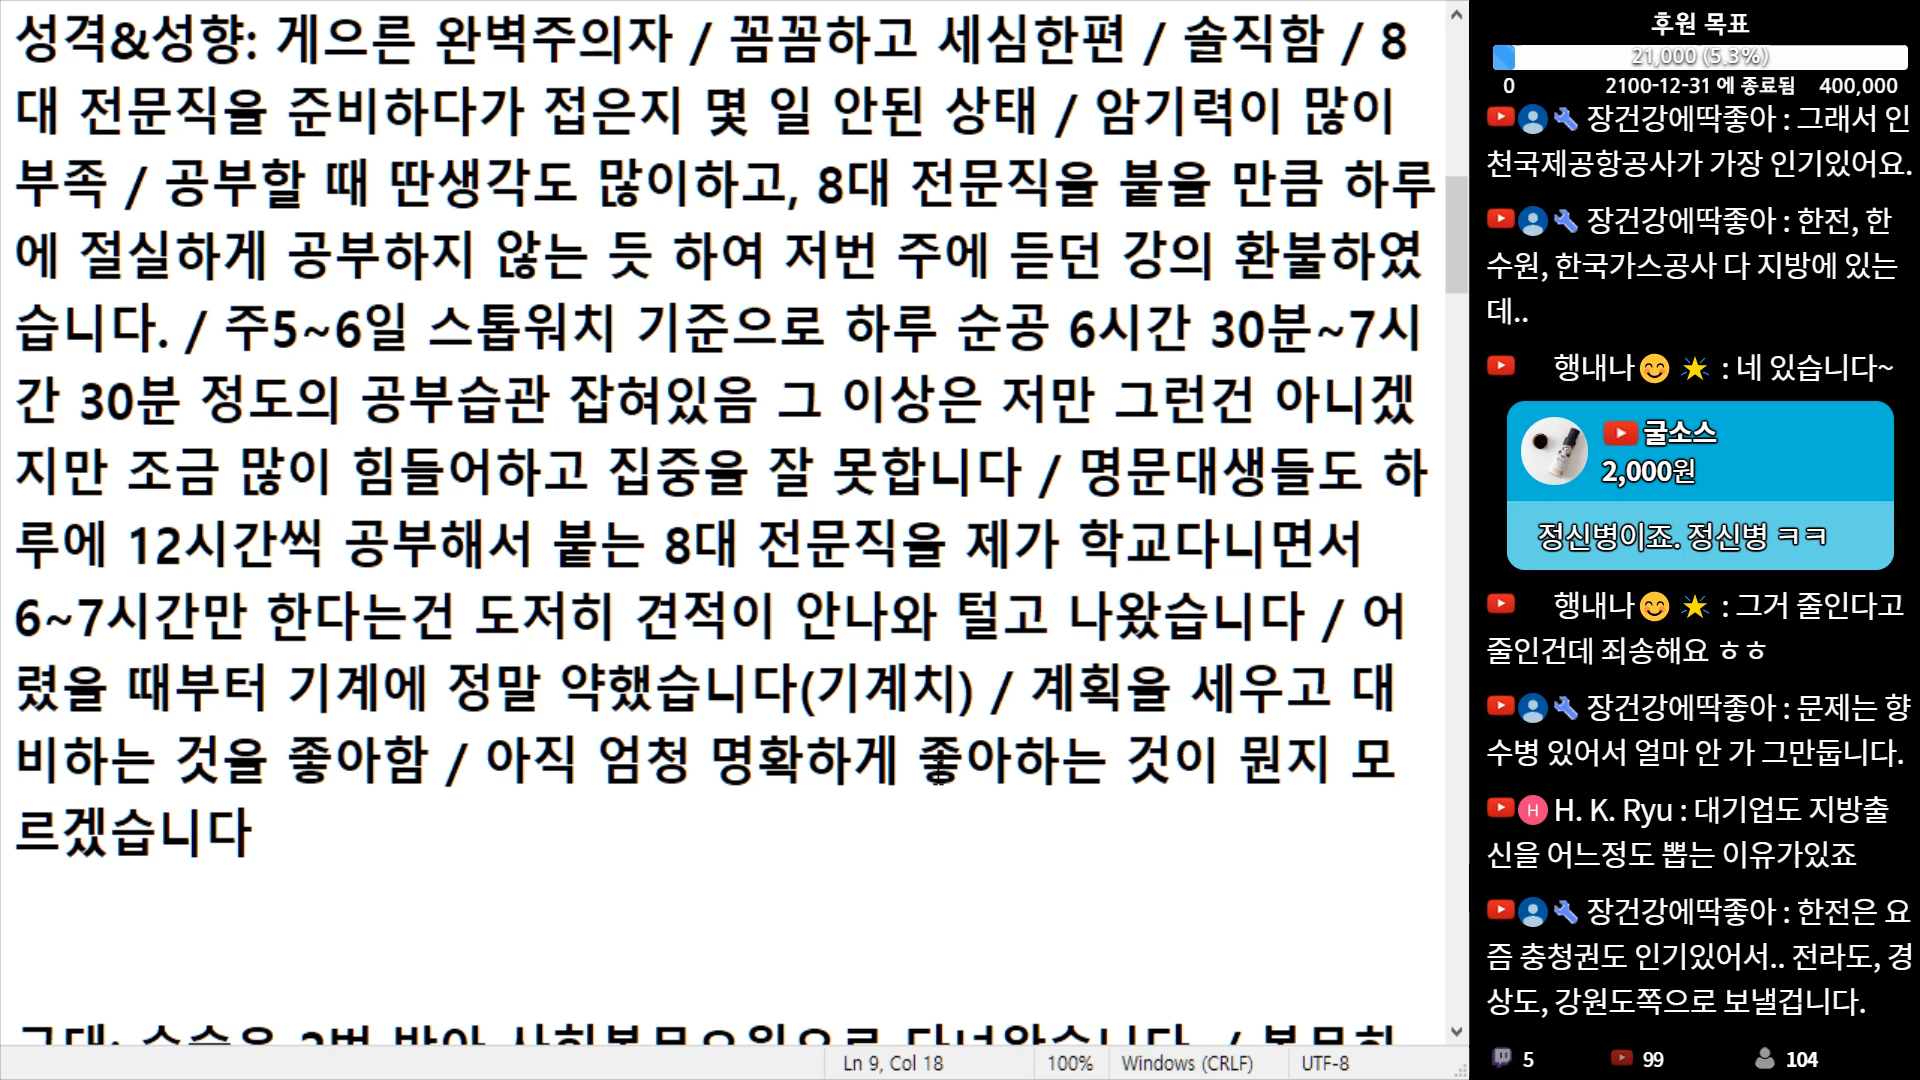 성격&성향: 게으른 완벽주의자 / 꼼꼼하고 세심한편 / 솔직함 / 8
대 전문직을 준비하다가 접은지 몇 일 안된 상태 / 암기력이 많이
부족 / 공부할 때 딴생각도 많이하고, 8대 전문직을 붙을 만큼 하루
에 절실하게 공부하지 않는 듯 하여 저번 주에 듣던 강의 환불하였
습니다. / 주5~6일 스톱워치 기준으로 하루 순공 6시간 30분~7시
간 30분 정도의 공부습관 잡혀있음 그 이상은 저만 그런건 아니겠
지만 조금 많이 힘들어하고 집중을 잘 못합니다 / 명문대생들도 하
루에 12시간씩 공부해서 붙는 8대 전문직을 제가 학교다니면서
6~7시간만 한다는건 도저히 견적이 안나와 털고 나왔습니다 / 어
렸을 때부터 기계에 정말 약했습니다(기계치) / 계획을 세우고 대
비하는 것을 좋아함 / 아직 엄청 명확하게 좋아하는 것이 뭔지 모
르겠습니다
Ln 9, Col 18
100%
Windows (CRLF)
UTF-8
후원 목표
21,000 (5.3%)
0 2100-12-31 에 종료됨 400,000
장건강에딱좋아 : 그래서 인
천국제공항공사가 가장 인기있어요.
장건강에딱좋아 : 한전, 한
수원, 한국가스공사 다 지방에 있는
데..
행내나😊 : 네 있습니다~
굴소스
2,000원
정신병이죠. 정신병 ㅋㅋ
행내나😊 : 그거 줄인다고
줄인건데 죄송해요 ㅎㅎ
장건강에딱좋아 : 문제는 향
수병 있어서 얼마 안 가 그만둡니다.
H H. K. Ryu : 대기업도 지방출
신을 어느정도 뽑는 이유가있죠
장건강에딱좋아 : 한전은 요
즘 충청권도 인기있어서.. 전라도, 경
상도, 강원도쪽으로 보낼겁니다.
5 99 104